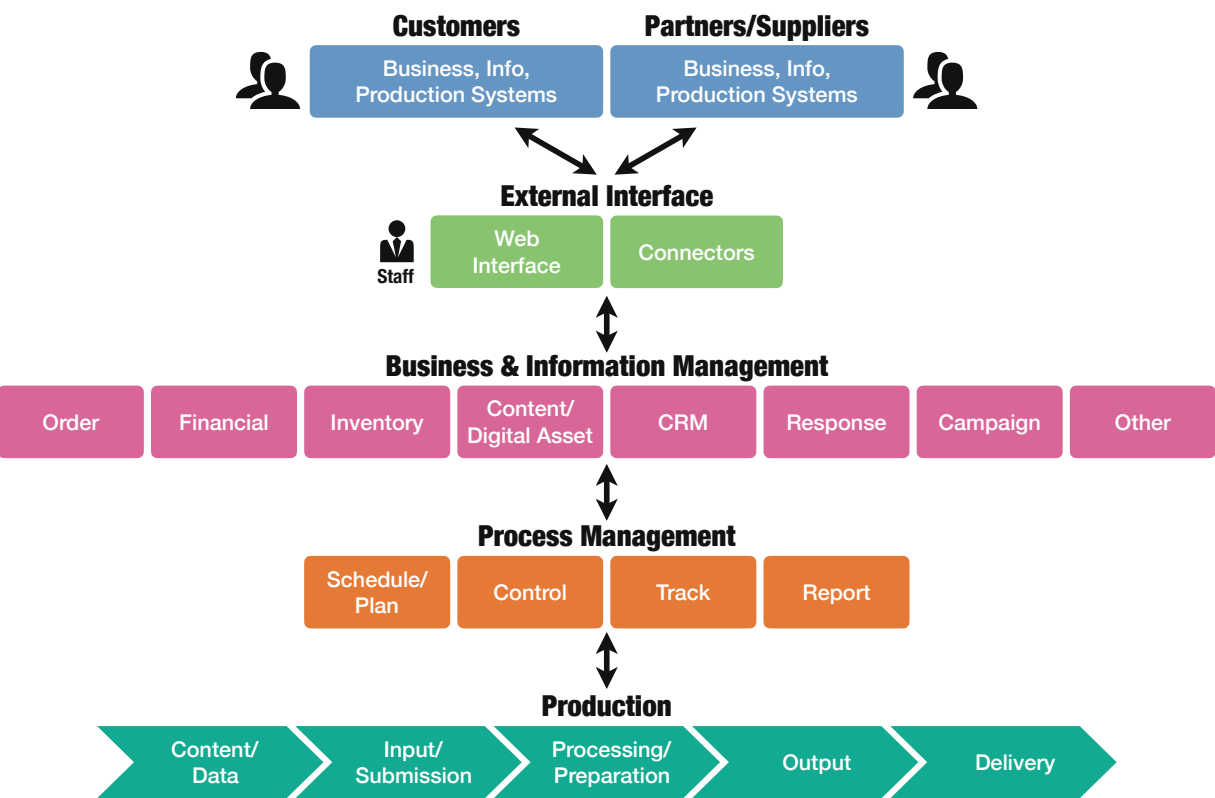 Customers
Partners/Suppliers
Business, Info,
Production Systems
Business, Info,
Production Systems
External Interface
Staff
Web
Interface
Connectors
Business & Information Management
Order
Financial
Inventory
Content/
Digital Asset
CRM
Response
Campaign
Other
Process Management
Schedule/
Plan
Control
Track
Report
Production
Content/
Data
Input/
Submission
Processing/
Preparation
Output
Delivery